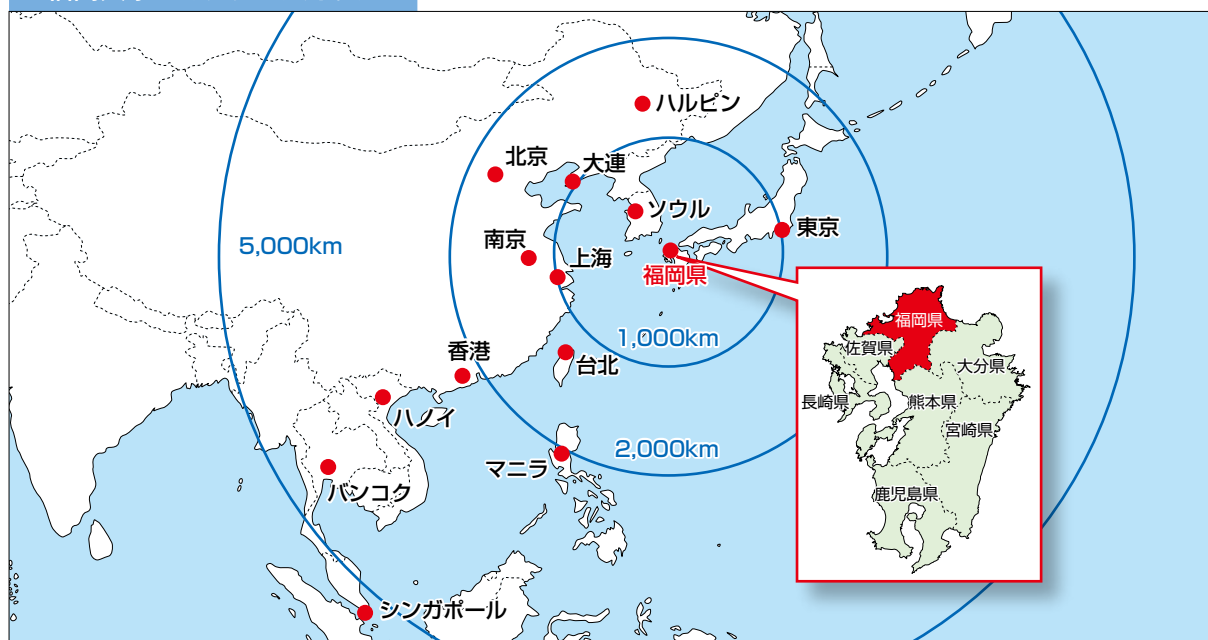 ハルピン
北京
大連
ソウル
東京
5,000km
南京
上海
福岡県
1,000km
香港
台北
ハノイ
2,000km
マニラ
バンコク
シンガポール
福岡県
佐賀県
大分県
長崎県
熊本県
宮崎県
鹿児島県